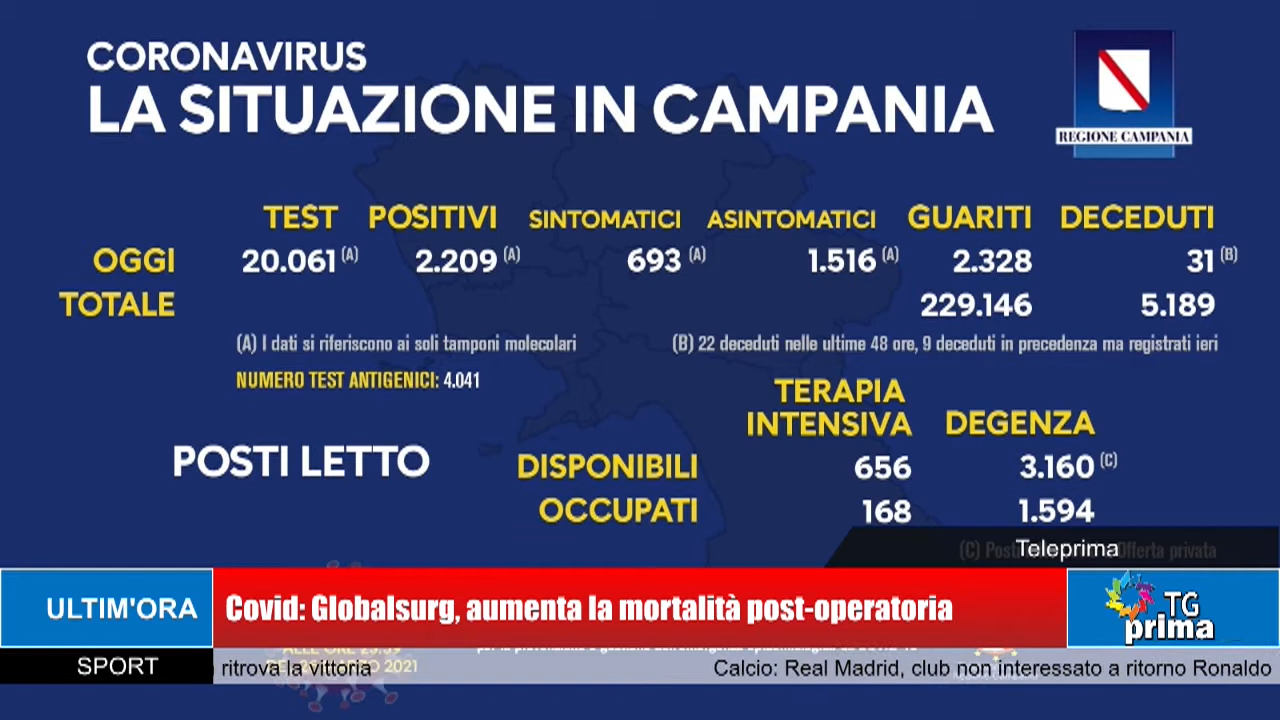 CORONAVIRUS
LA SITUAZIONE IN CAMPANIA
REGIONE CAMPANIA
TEST POSITIVI SINTOMATICI ASINTOMATICI GUARITI DECEDUTI
OGGI 20.061 (A) 2.209 (A) 693 (A) 1.516 (A) 2.328 31 (B)
TOTALE 229.146 5.189
(A) I dati si riferiscono ai soli tamponi molecolari (B) 22 deceduti nelle ultime 48 ore, 9 deceduti in precedenza ma registrati ieri
NUMERO TEST ANTIGENICI: 4.041
TERAPIA
INTENSIVA DEGENZA
POSTI LETTO
DISPONIBILI 656 3.160 (C)
OCCUPATI 168 1.594
Teleprima
(C) Offerta privata
ULTIM'ORA Covid: Globalsurg, aumenta la mortalità post-operatoria
TG
prima
SPORT ritrova la vittoria Calcio: Real Madrid, club non interessato a ritorno Ronaldo
2021